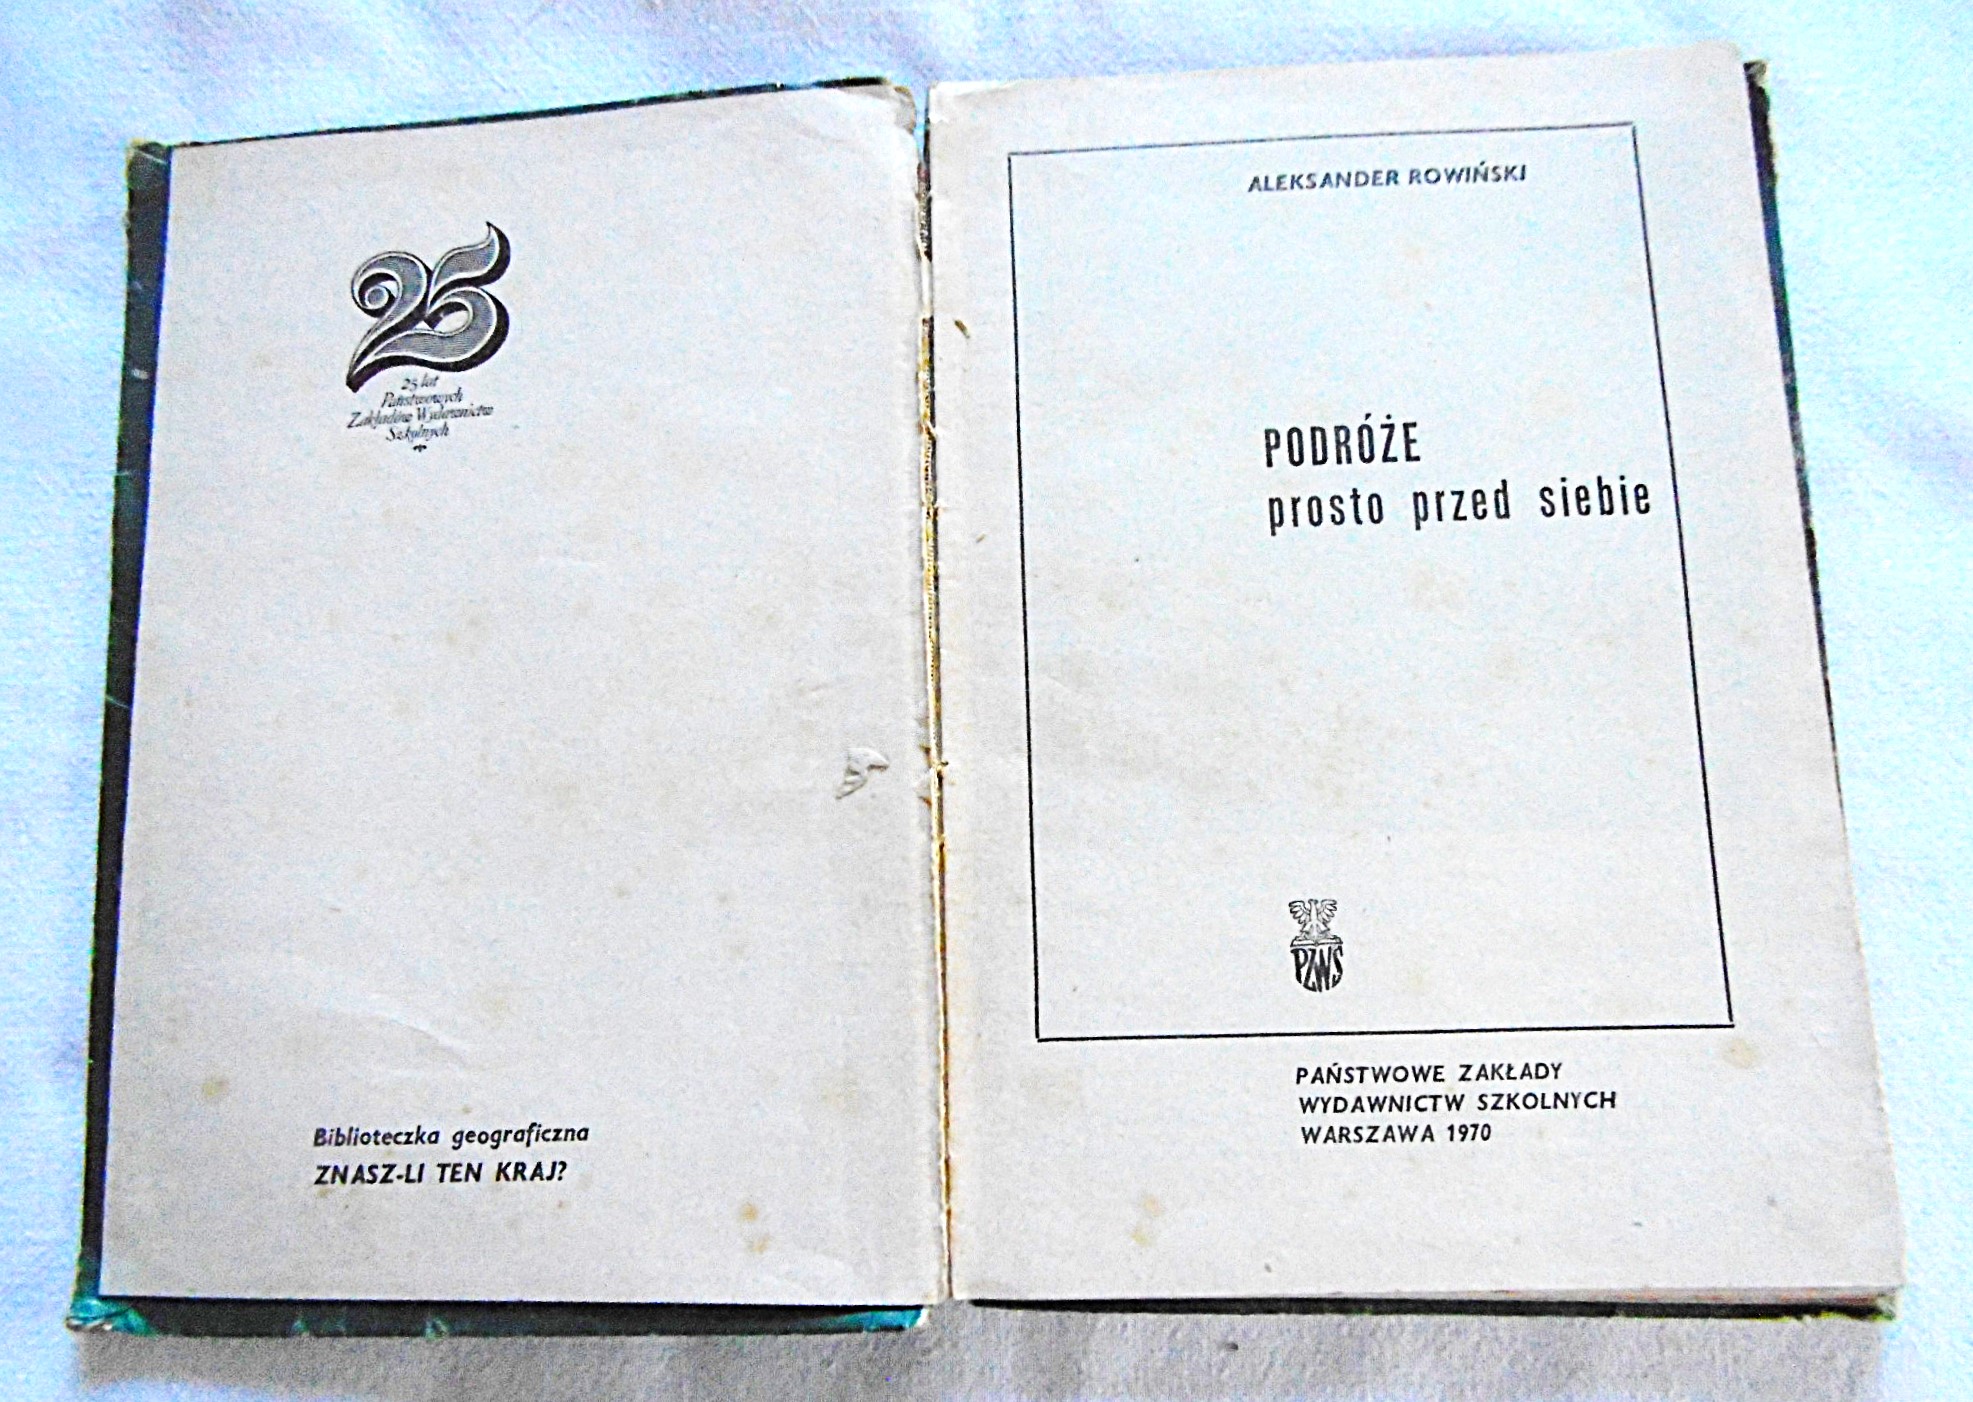 25
25 lat
Państwowych
Zakładów Wydawnictw
Szkolnych
Biblioteczka geograficzna
ZNASZ-LI TEN KRAJ?
ALEKSANDER ROWIŃSKI
PODRÓŻE
prosto przed siebie
PZWS
PAŃSTWOWE ZAKŁADY
WYDAWNICTW SZKOLNYCH
WARSZAWA 1970